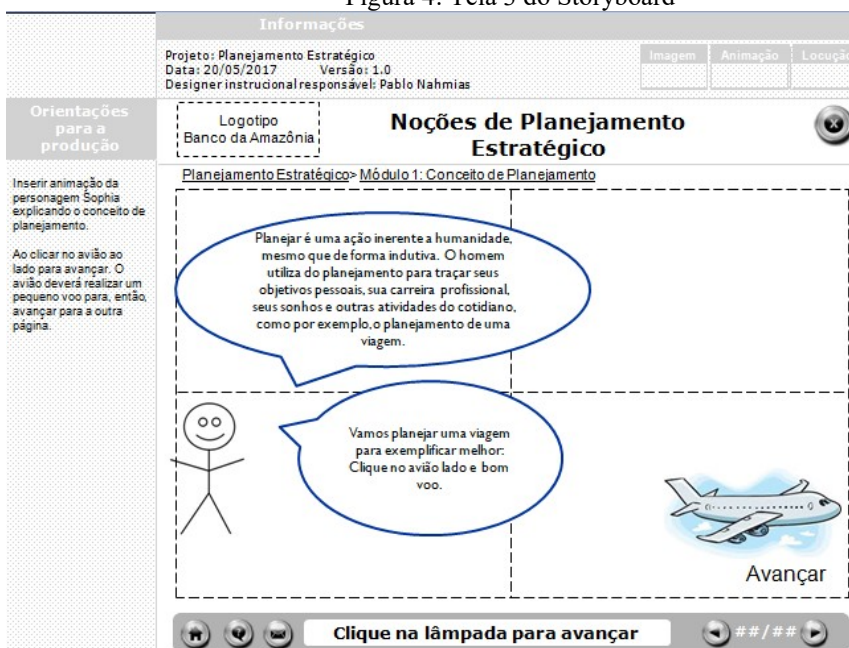 Figura 4: Tela 3 do Storyboard
Informações
Projeto: Planejamento Estratégico
Data: 20/05/2017 Versão: 1.0
Designer instrucional responsável: Pablo Nahmias
Imagem Animação Locução
Orientações
para a
produção
Inserir animação da
personagem Sophia
explicando o conceito de
planejamento.
Ao clicar no avião ao
lado para avançar. O
avião deverá realizar um
pequeno voo para, então,
avançar para a outra
página.
Logotipo
Banco da Amazônia
Noções de Planejamento
Estratégico
X
Planejamento Estratégico> Módulo 1: Conceito de Planejamento
Planejar é uma ação inerente a humanidade,
mesmo que de forma indutiva. O homem
utiliza do planejamento para traçar seus
objetivos pessoais, sua carreira profissional,
seus sonhos e outras atividades do cotidiano,
como por exemplo, o planejamento de uma
viagem.
Vamos planejar uma viagem
para exemplificar melhor:
Clique no avião lado e bom
voo.
Avançar
Clique na lâmpada para avançar
##/##